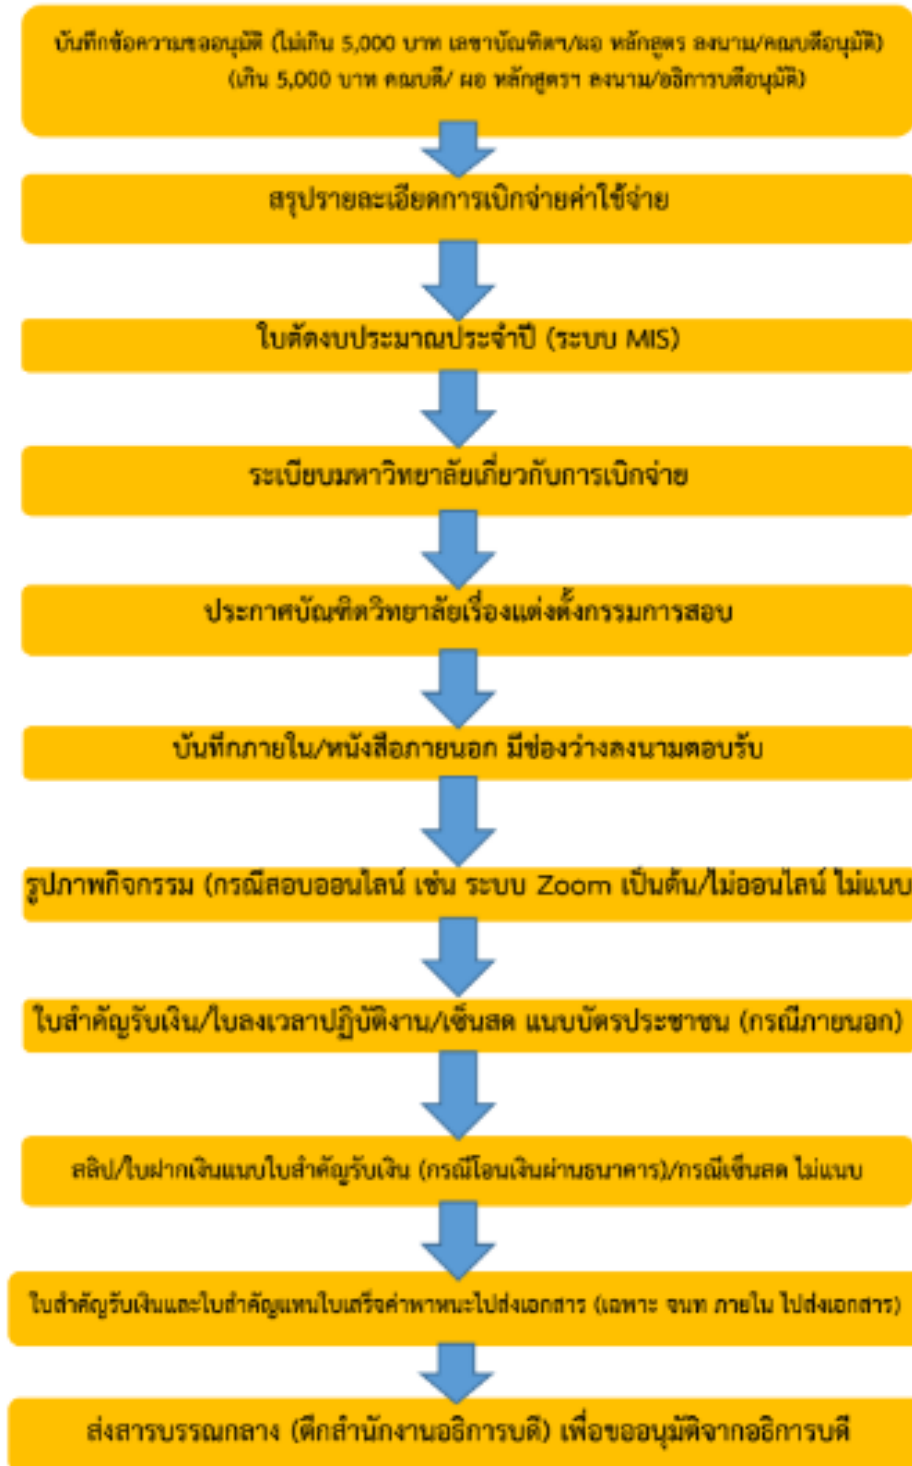 บันทึกข้อความขออนุมัติ (ไม่เกิน 5,000 บาท เลขาบัณฑิตฯ/ผอ หลักสูตร ลงนาม/คณบดีอนุมัติ)
(เกิน 5,000 บาท คณบดี/ ผอ หลักสูตรฯ ลงนาม/อธิการบดีอนุมัติ)
สรุปรายละเอียดการเบิกจ่ายค่าใช้จ่าย
ใบตัดงบประมาณประจำปี (ระบบ MIS)
ระเบียบมหาวิทยาลัยเกี่ยวกับการเบิกจ่าย
ประกาศบัณฑิตวิทยาลัยเรื่องแต่งตั้งกรรมการสอบ
บันทึกภายใน/หนังสือภายนอก มีช่องว่างลงนามตอบรับ
รูปภาพกิจกรรม (กรณีสอบออนไลน์ เช่น ระบบ Zoom เป็นต้น/ไม่ออนไลน์ ไม่แนบ
ใบสำคัญรับเงิน/ใบลงเวลาปฏิบัติงาน/เซ็นสด แนบบัตรประชาชน (กรณีภายนอก)
สลิป/ใบฝากเงินแนบใบสำคัญรับเงิน (กรณีโอนเงินผ่านธนาคาร)/กรณีเซ็นสด ไม่แนบ
ใบสำคัญรับเงินและใบสำคัญแทนใบเสร็จค่าพาหนะไปส่งเอกสาร (เฉพาะ จนท ภายใน ไปส่งเอกสาร)
ส่งสารบรรณกลาง (ตึกสำนักงานอธิการบดี) เพื่อขออนุมัติจากอธิการบดี